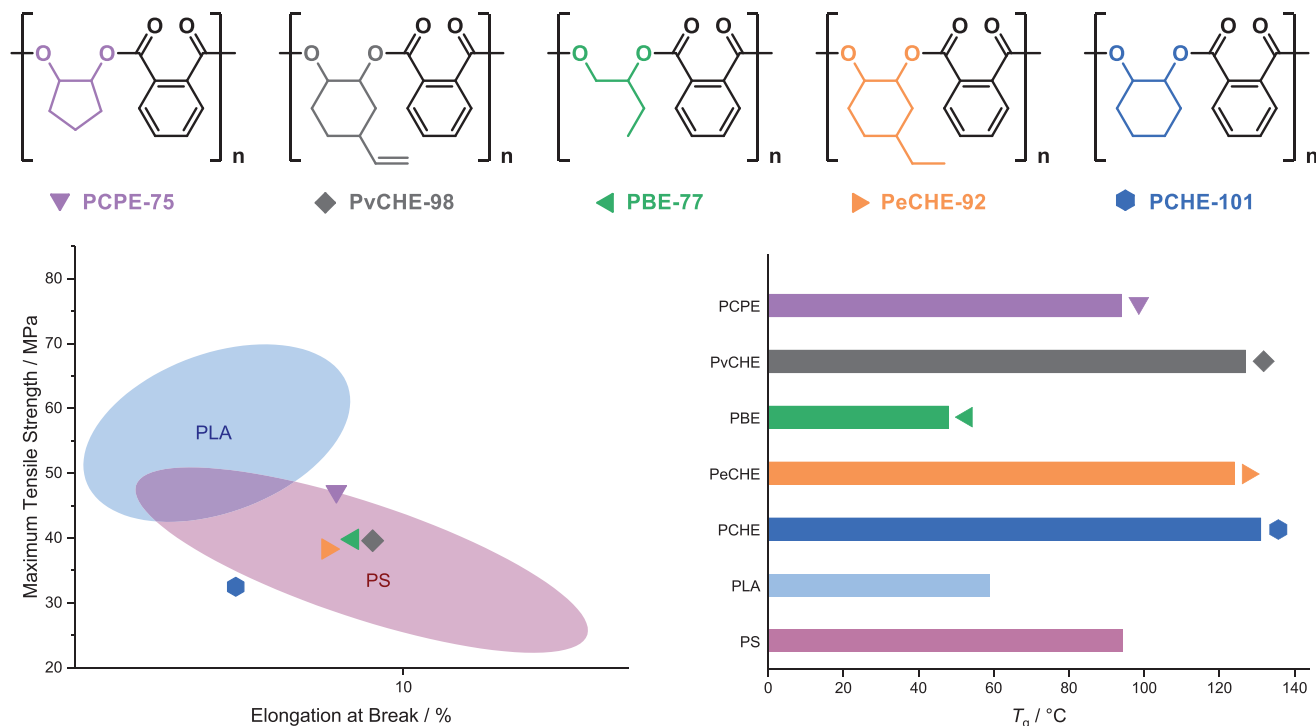 O O O O n
O O O O n
O O O O n
O O O O n
O O O O n
PCPE-75 PvCHE-98 PBE-77 PeCHE-92 PCHE-101
Maximum Tensile Strength / MPa
80
70
60
50
40
30
20
PLA
PS
10
Elongation at Break / %
PCPE
PvCHE
PBE
PeCHE
PCHE
PLA
PS
0 20 40 60 80 100 120 140
Tg / °C